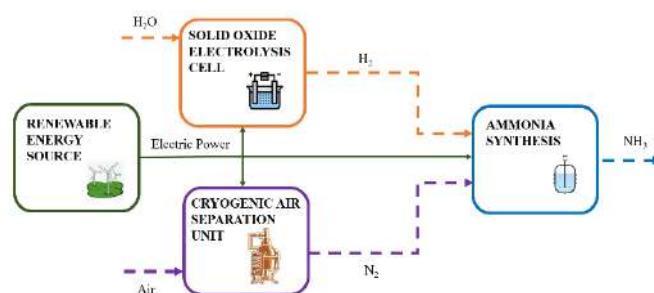 H₂O
SOLID OXIDE
ELECTROLYSIS
CELL
H₂
RENEWABLE
ENERGY
SOURCE
Electric Power
AMMONIA
SYNTHESIS
NH₃
CRYOGENIC AIR
SEPARATION
UNIT
N₂
Air